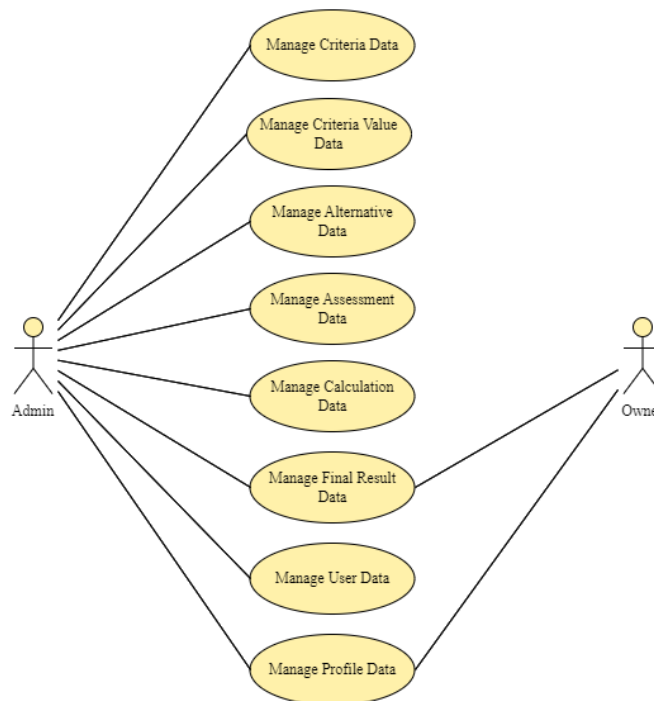 Manage Criteria Data
Manage Criteria Value
Data
Manage Alternative
Data
Manage Assessment
Data
Manage Calculation
Data
Admin
Owne
Manage Final Result
Data
Manage User Data
Manage Profile Data